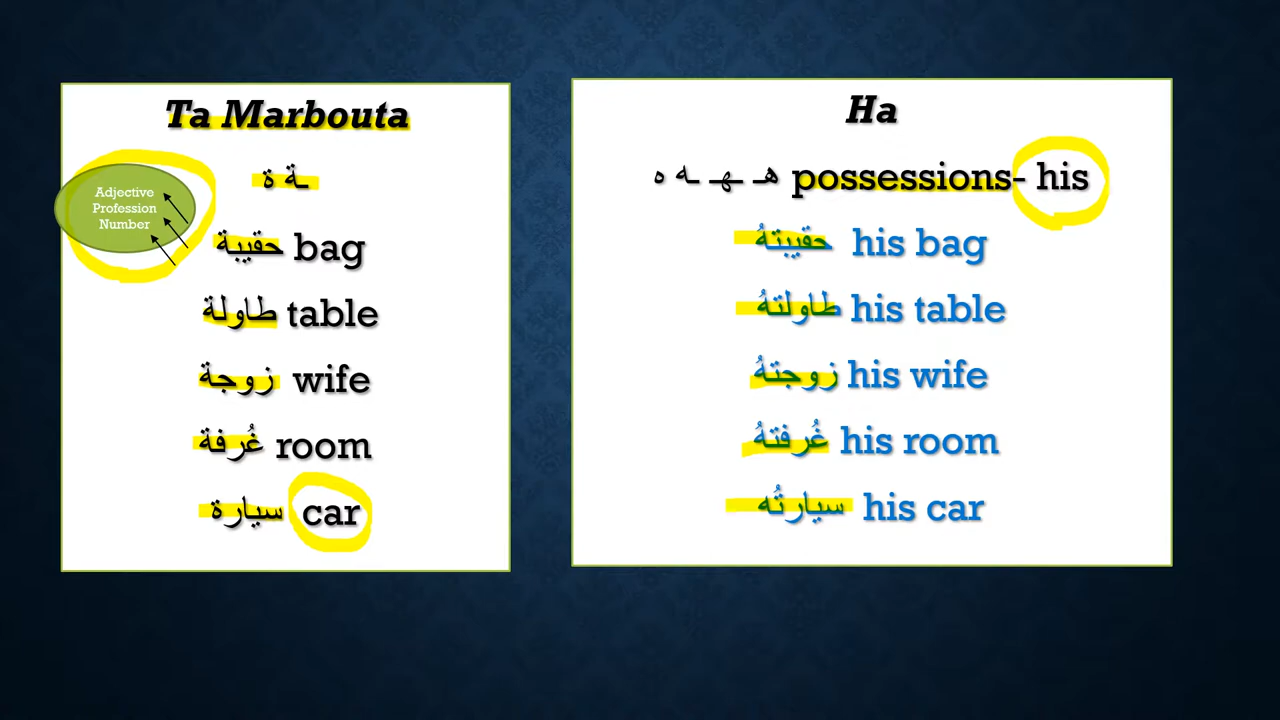 Ta Marbouta
ـة ة
Adjective
Profession
Number
حقيبة bag
طاولة table
زوجة wife
غُرفة room
سيارة car
Ha
هـ ـهـ ـه ه possessions- his
حقيبتهُ his bag
طاولتهُ his table
زوجتهُ his wife
غُرفتهُ his room
سيارتُه his car